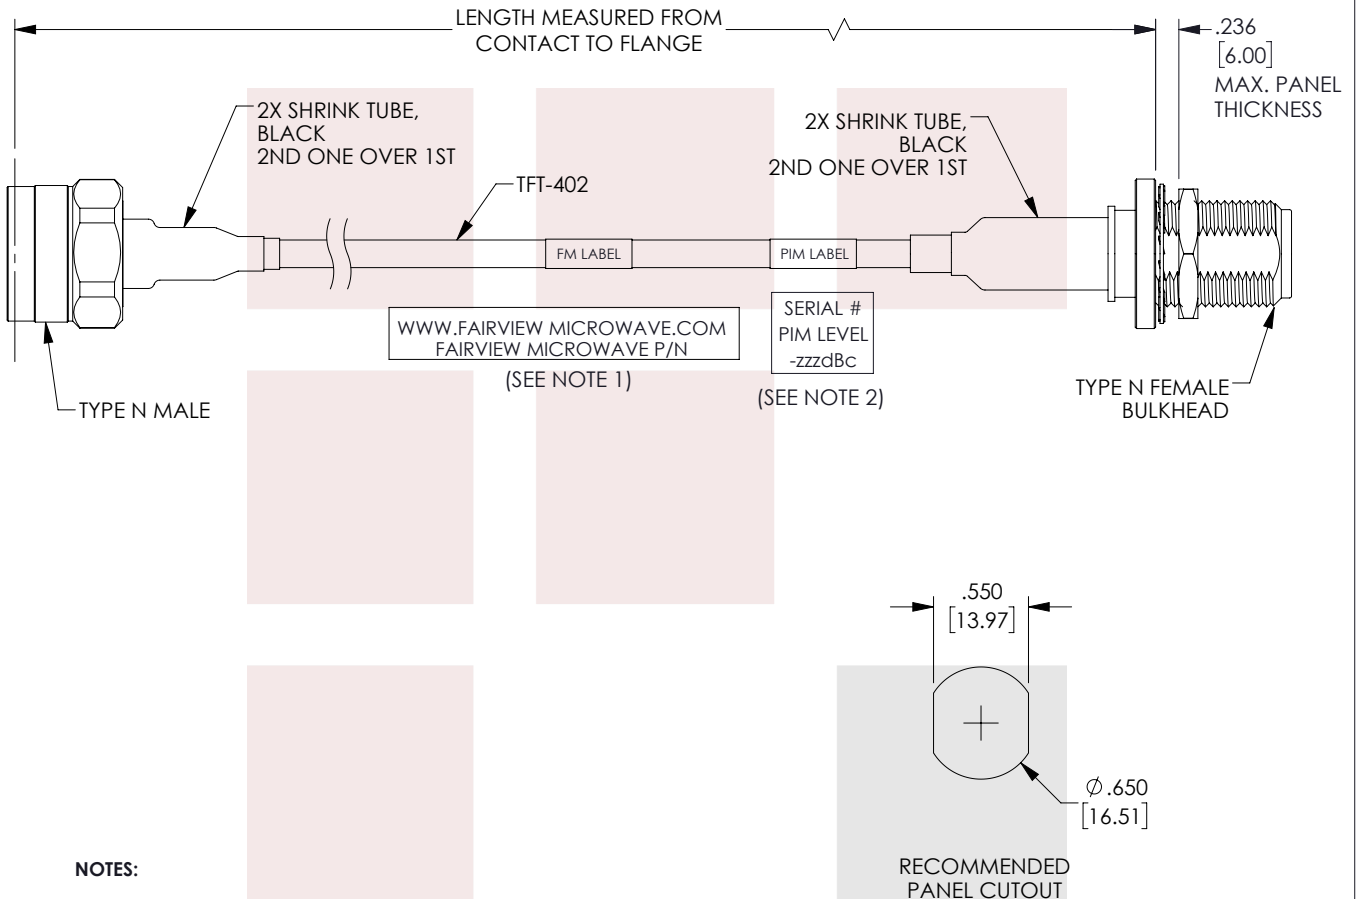 LENGTH MEASURED FROM
CONTACT TO FLANGE
.236
[6.00]
MAX. PANEL
THICKNESS
2X SHRINK TUBE,
BLACK
2ND ONE OVER 1ST
2X SHRINK TUBE,
BLACK
2ND ONE OVER 1ST
TFT-402
FM LABEL
PIM LABEL
WWW.FAIRVIEW MICROWAVE.COM
FAIRVIEW MICROWAVE P/N
(SEE NOTE 1)
SERIAL #
PIM LEVEL
-zzzdBc
(SEE NOTE 2)
TYPE N MALE
TYPE N FEMALE
BULKHEAD
.550
[13.97]
Ø.650
[16.51]
NOTES:
RECOMMENDED
PANEL CUTOUT